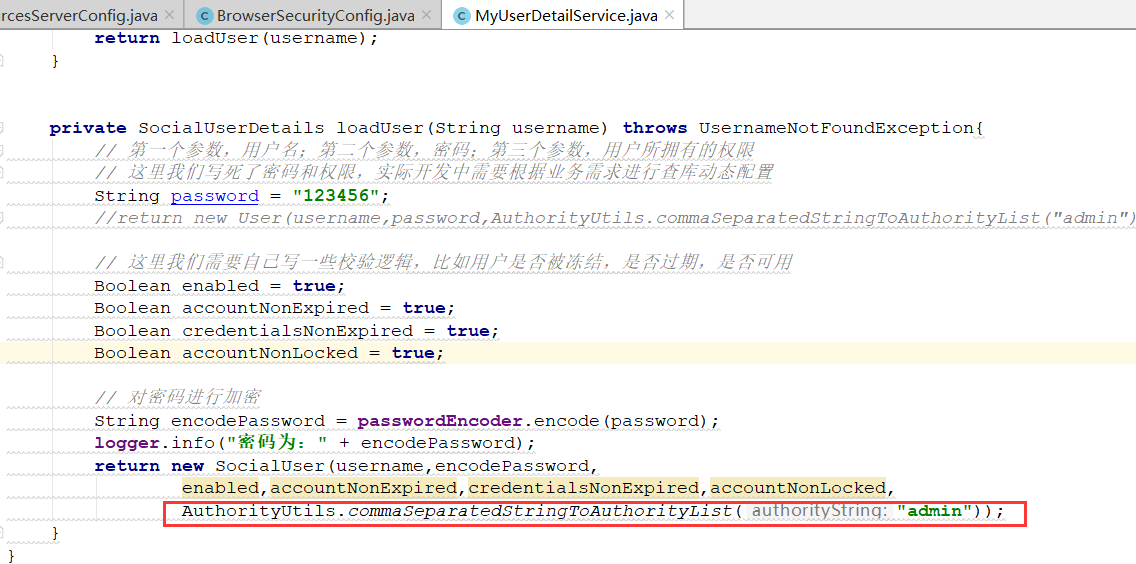 rcesServerConfig.java × BrowserSecurityConfig.java × MyUserDetailService.java ×
return loadUser(username);
}
private SocialUserDetails loadUser(String username) throws UsernameNotFoundException{
// 第一个参数，用户名；第二个参数，密码；第三个参数，用户所拥有的权限
// 这里我们写死了密码和权限，实际开发中需要根据业务需求进行查库动态配置
String password = "123456";
//return new User(username,password,AuthorityUtils.commaSeparatedStringToAuthorityList("admin")
// 这里我们需要自己写一些校验逻辑，比如用户是否被冻结，是否过期，是否可用
Boolean enabled = true;
Boolean accountNonExpired = true;
Boolean credentialsNonExpired = true;
Boolean accountNonLocked = true;
// 对密码进行加密
String encodePassword = passwordEncoder.encode(password);
logger.info("密码为：" + encodePassword);
return new SocialUser(username,encodePassword,
enabled,accountNonExpired,credentialsNonExpired,accountNonLocked,
AuthorityUtils.commaSeparatedStringToAuthorityList( authorityString: "admin"));
}
}